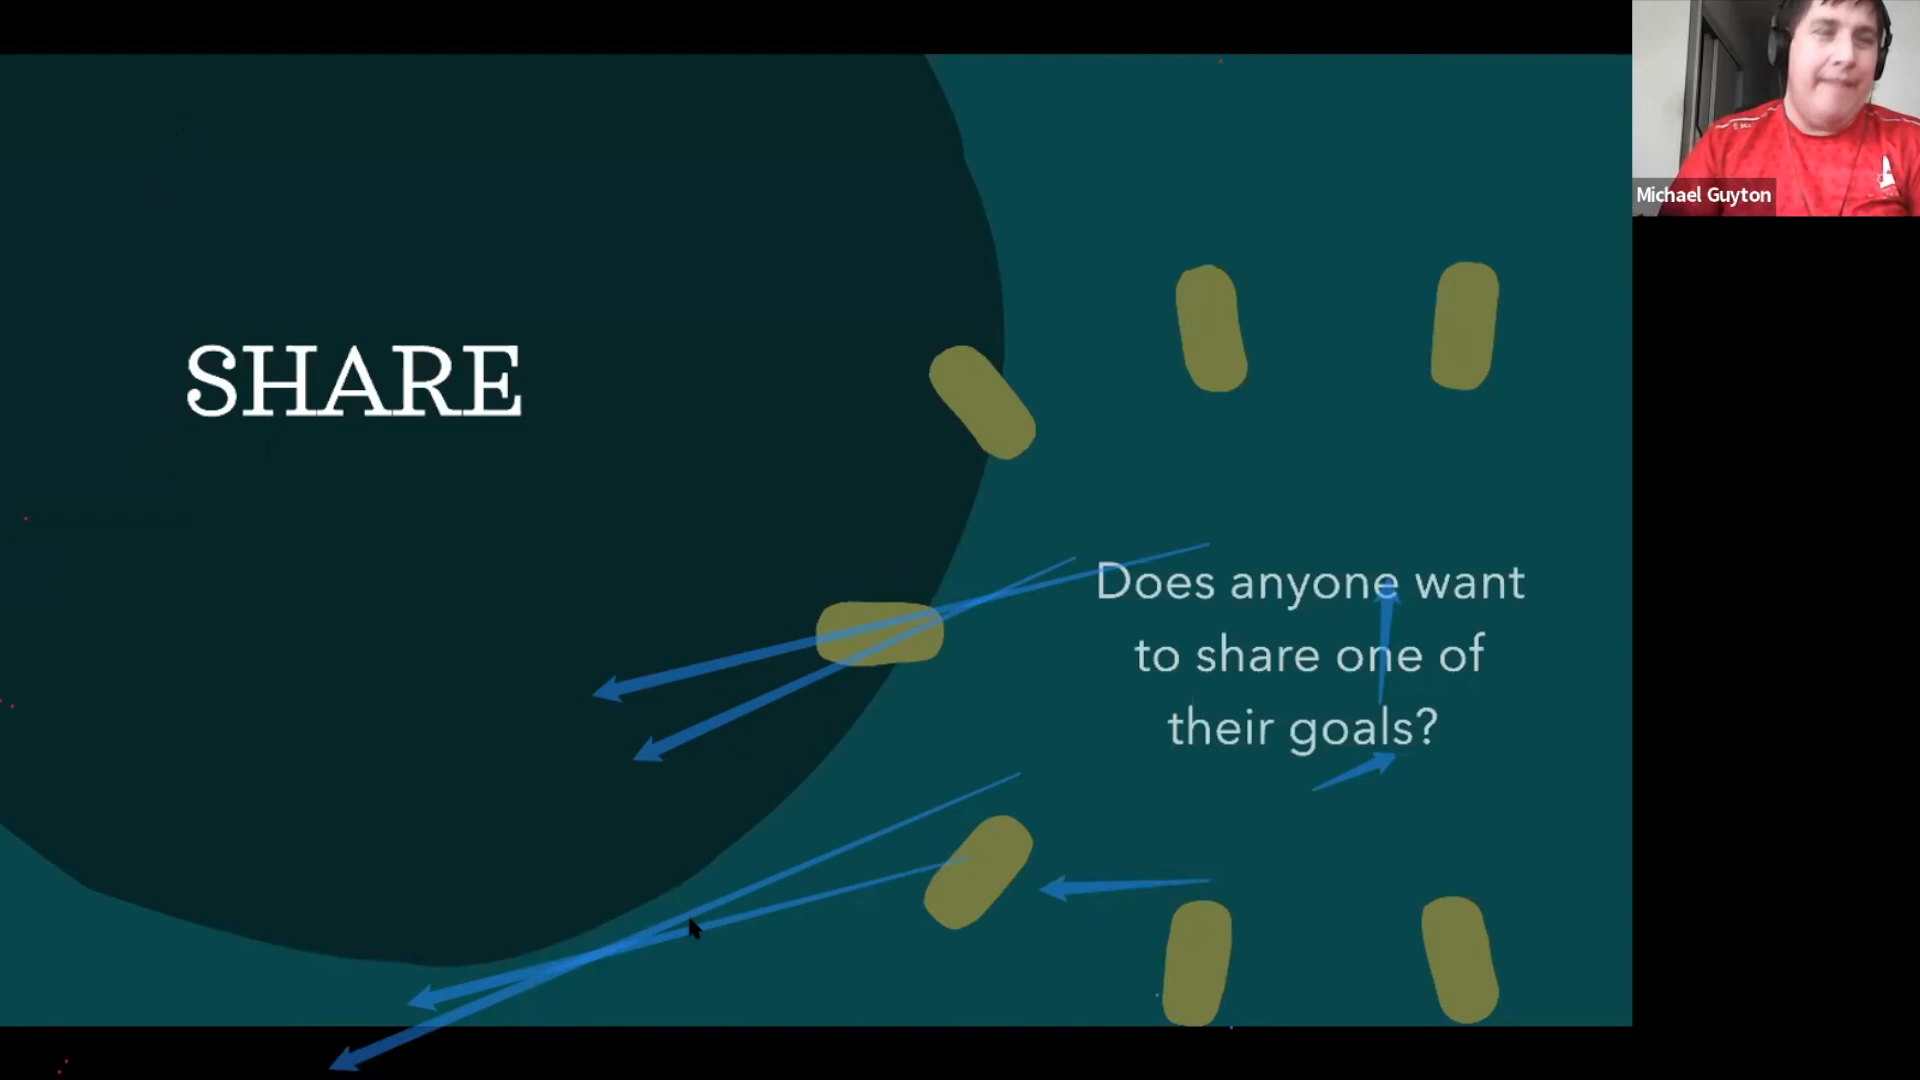 SHARE
Does anyone want
to share one of
their goals?
Michael Guyton